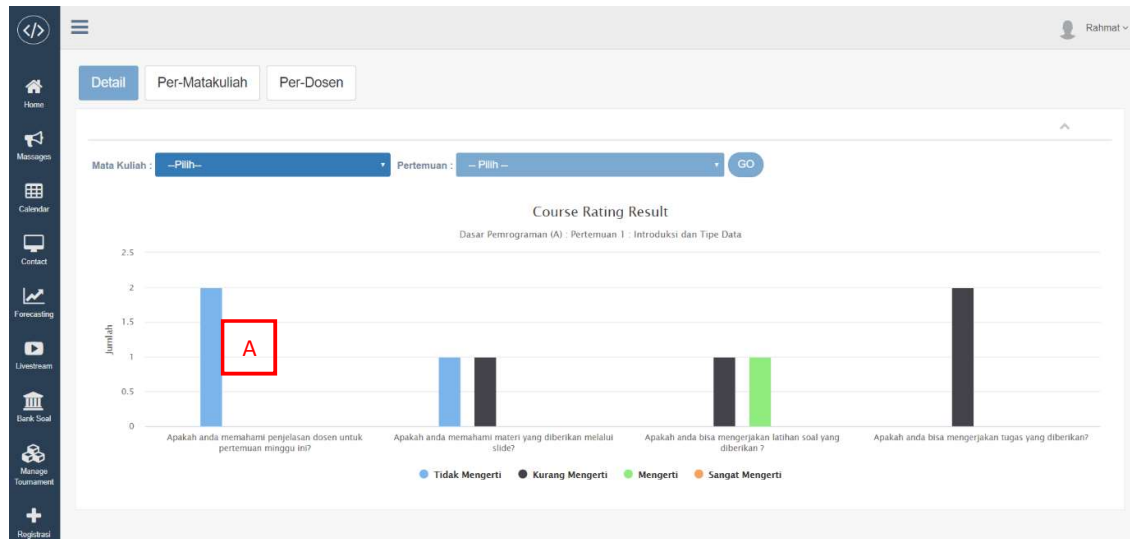 </>
Rahmat
Home
Massages
Calendar
Contact
Forecasting
Livestream
Bank Soal
Manage
Tournament
Registrasi
Detail
Per-Matakuliah
Per-Dosen
Mata Kuliah :
--Pilih--
Pertemuan :
-- Pilih --
GO
Course Rating Result
Dasar Pemrograman (A) : Pertemuan 1 : Introduksi dan Tipe Data
Jumlah
2.5
2
1.5
1
0.5
0
A
Apakah anda memahami penjelasan dosen untuk
pertemuan minggu ini?
Apakah anda memahami materi yang diberikan melalui
slide?
Apakah anda bisa mengerjakan latihan soal yang
diberikan ?
Apakah anda bisa mengerjakan tugas yang diberikan?
Tidak Mengerti
Kurang Mengerti
Mengerti
Sangat Mengerti